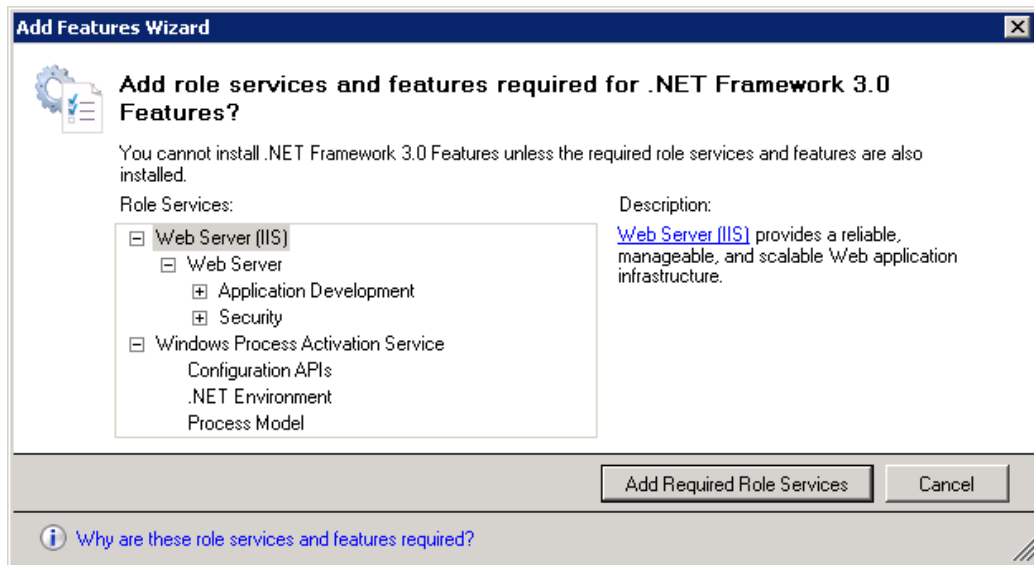 Add Features Wizard
Add role services and features required for .NET Framework 3.0
Features?
You cannot install .NET Framework 3.0 Features unless the required role services and features are also
installed.
Role Services:
Web Server (IIS)
Web Server
Application Development
Security
Windows Process Activation Service
Configuration APIs
.NET Environment
Process Model
Description:
Web Server (IIS) provides a reliable,
manageable, and scalable Web application
infrastructure.
Add Required Role Services
Cancel
Why are these role services and features required?